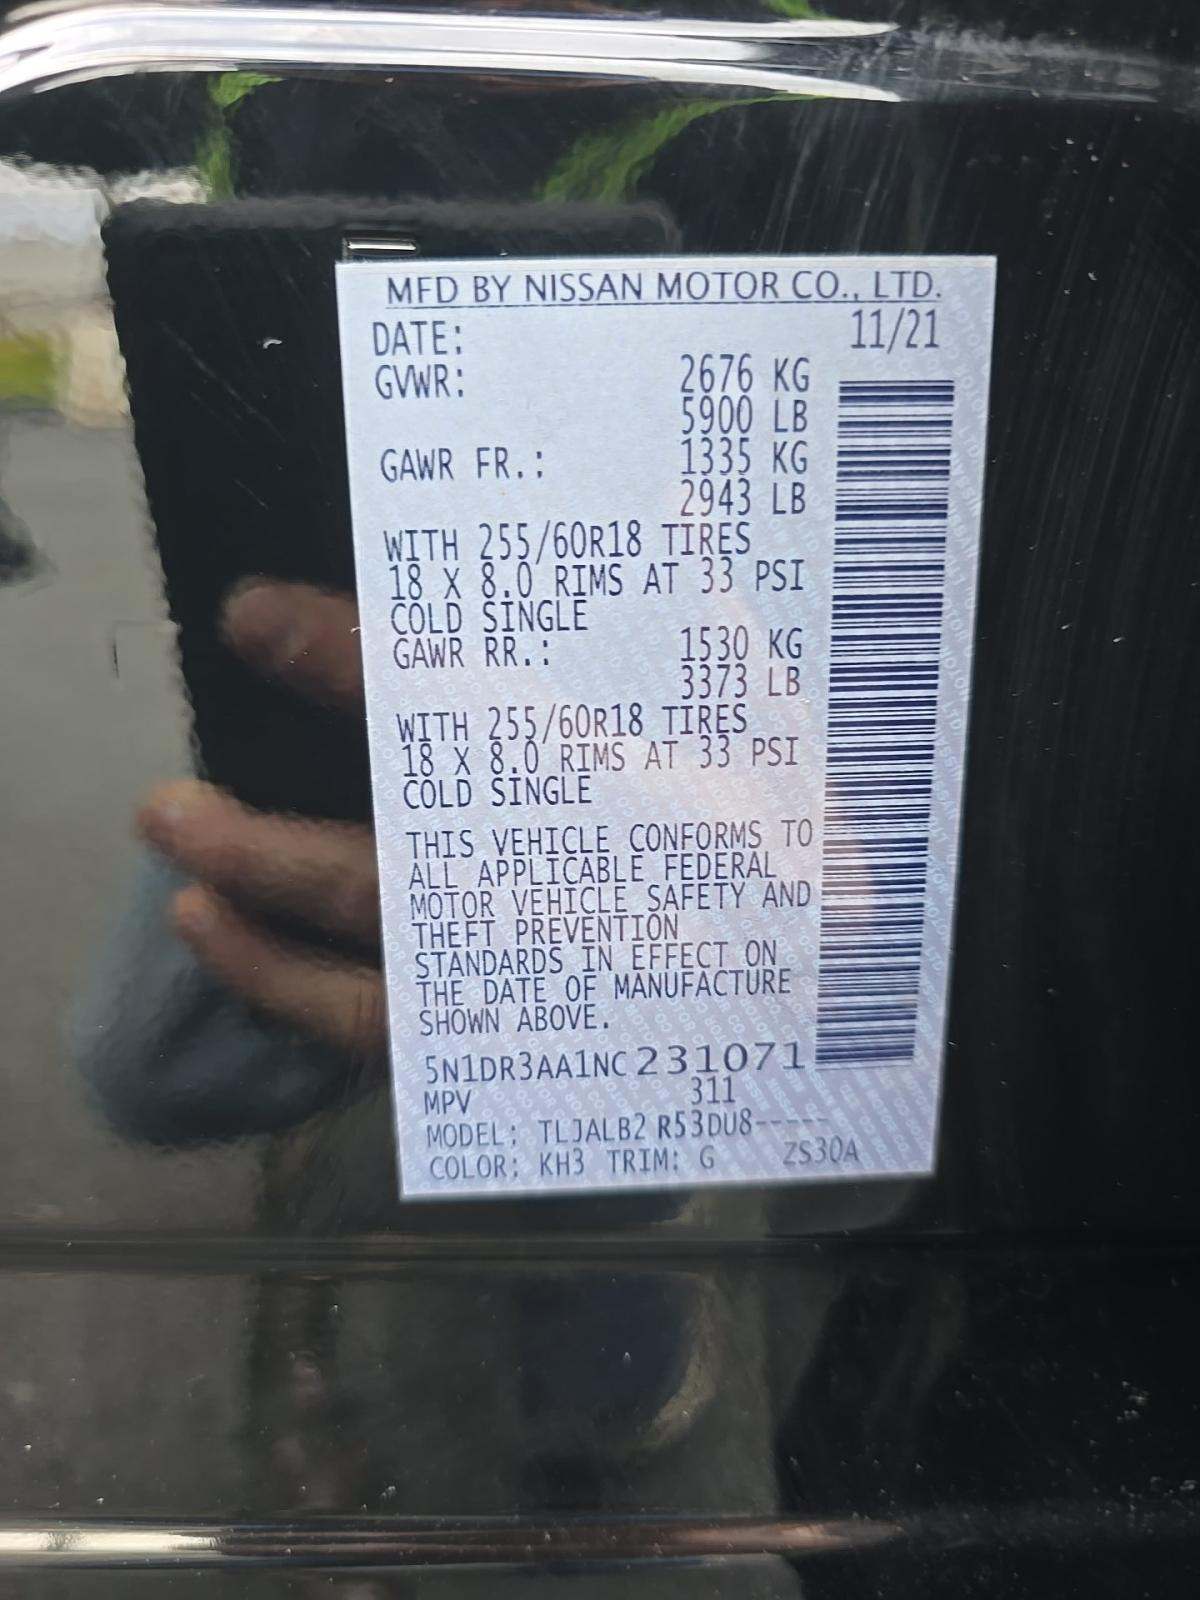 MFD BY NISSAN MOTOR CO., LTD.
DATE: 11/21
GVWR: 2676 KG
5900 LB
GAWR FR.: 1335 KG
2943 LB
WITH 255/60R18 TIRES
18 X 8.0 RIMS AT 33 PSI
COLD SINGLE
GAWR RR.: 1530 KG
3373 LB
WITH 255/60R18 TIRES
18 X 8.0 RIMS AT 33 PSI
COLD SINGLE
THIS VEHICLE CONFORMS TO
ALL APPLICABLE FEDERAL
MOTOR VEHICLE SAFETY AND
THEFT PREVENTION
STANDARDS IN EFFECT ON
THE DATE OF MANUFACTURE
SHOWN ABOVE.
5N1DR3AA1NC231071
MPV 311
MODEL: TLJALB2 R53DU8-----
COLOR: KH3 TRIM: G ZS30A